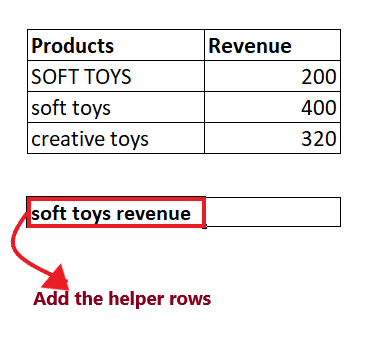 Products Revenue
SOFT TOYS 200
soft toys 400
creative toys 320
soft toys revenue
Add the helper rows